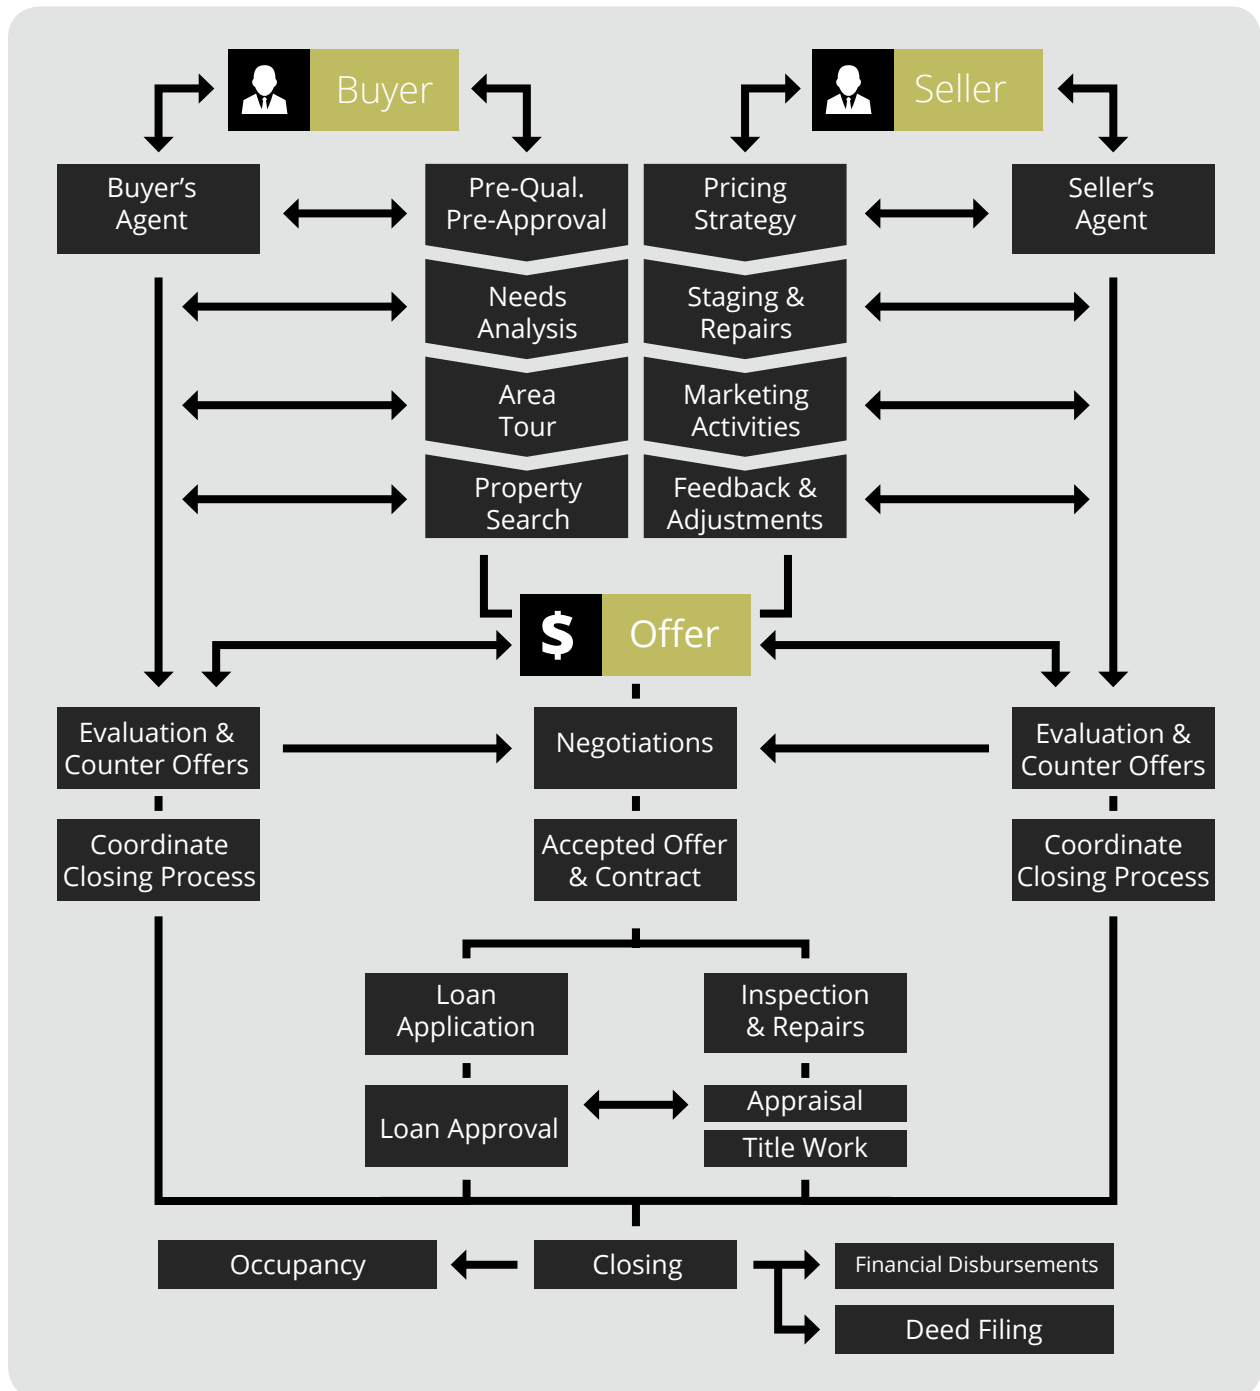 Buyer
Seller
Buyer's
Agent
Pre-Qual.
Pre-Approval
Pricing
Strategy
Seller's
Agent
Needs
Analysis
Staging &
Repairs
Area
Tour
Marketing
Activities
Property
Search
Feedback &
Adjustments
$ Offer
Evaluation &
Counter Offers
Negotiations
Evaluation &
Counter Offers
Coordinate
Closing Process
Accepted Offer
& Contract
Coordinate
Closing Process
Loan
Application
Inspection
& Repairs
Loan Approval
Appraisal
Title Work
Occupancy
Closing
Financial Disbursements
Deed Filing